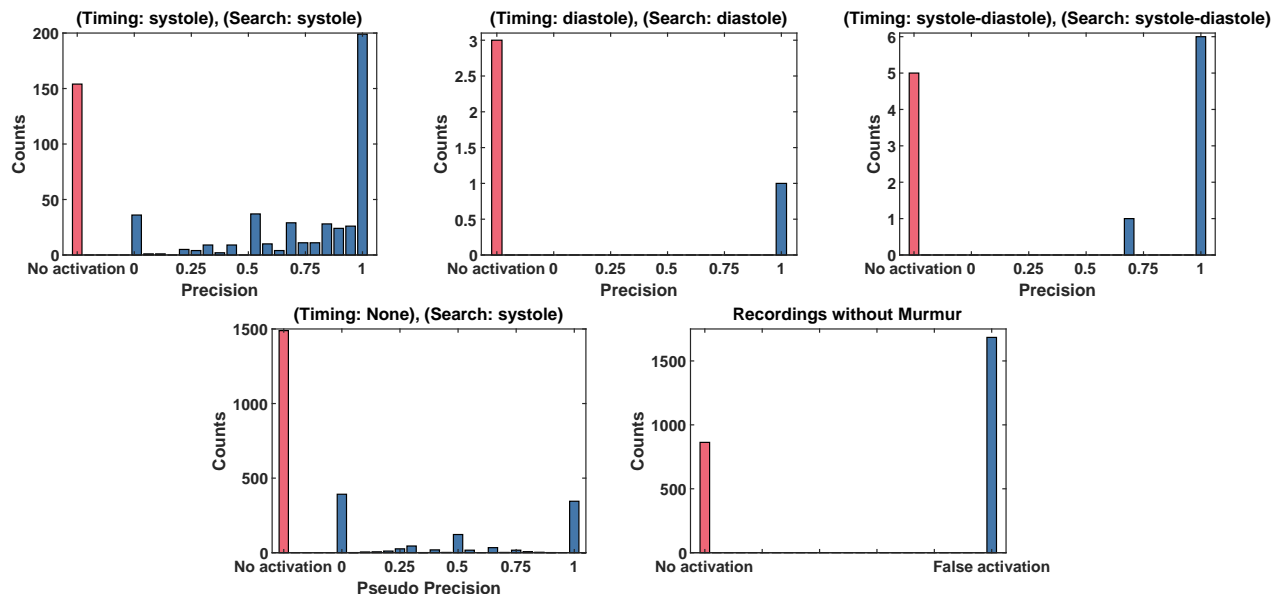 (Timing: systole), (Search: systole)
200
150
100
50
0
Counts
No activation 0 0.25 0.5 0.75 1
Precision
(Timing: diastole), (Search: diastole)
3
2.5
2
1.5
1
0.5
0
Counts
No activation 0 0.25 0.5 0.75 1
Precision
(Timing: systole-diastole), (Search: systole-diastole)
6
5
4
3
2
1
0
Counts
No activation 0 0.25 0.5 0.75 1
Precision
(Timing: None), (Search: systole)
1500
1000
500
0
Counts
No activation 0 0.25 0.5 0.75 1
Pseudo Precision
Recordings without Murmur
1500
1000
500
0
Counts
No activation False activation